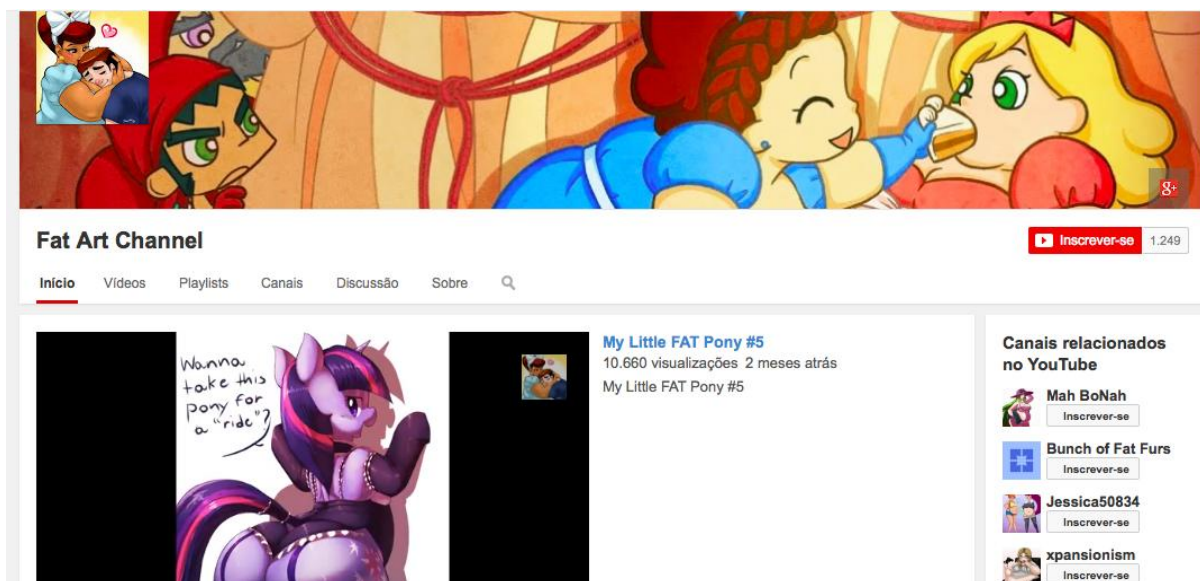 Fat Art Channel
Inscrever-se 1.249
Início Vídeos Playlists Canais Discussão Sobre
Wanna
take this
pony for
a "ride"?
My Little FAT Pony #5
10.660 visualizações 2 meses atrás
My Little FAT Pony #5
Canais relacionados
no YouTube
Mah BoNah
Inscrever-se
Bunch of Fat Furs
Inscrever-se
Jessica50834
Inscrever-se
xpansionism
Inscrever-se
g+